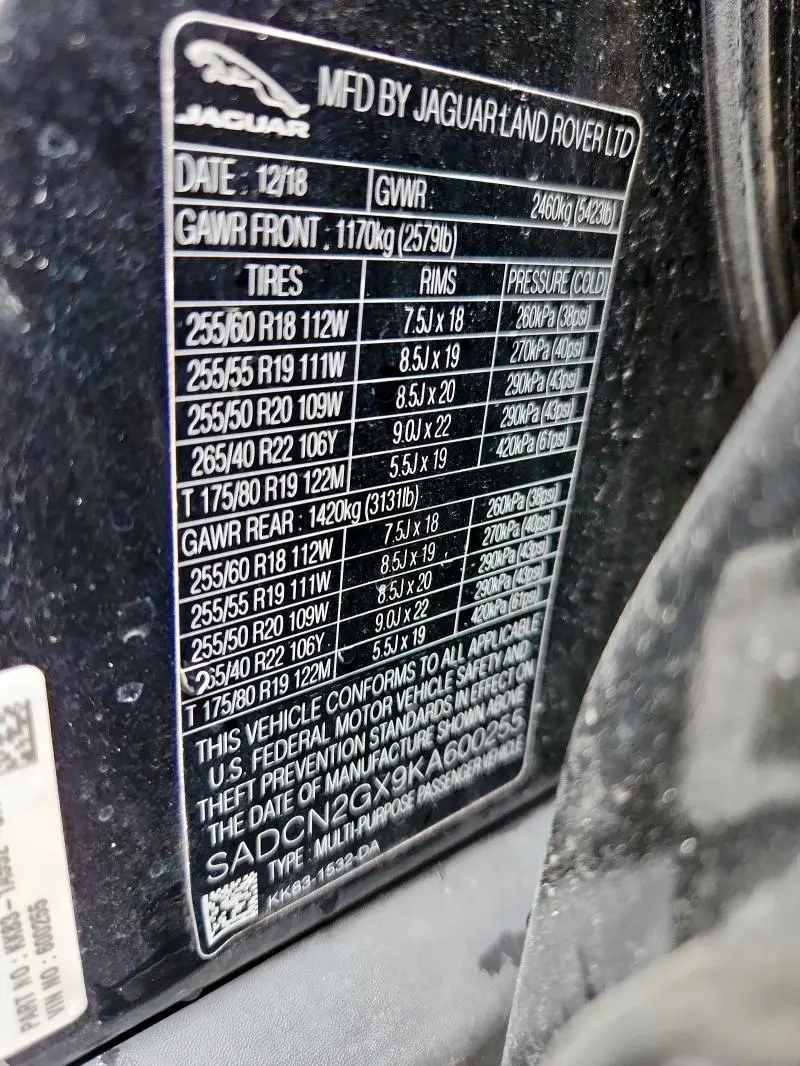 JAGUAR
MFD BY JAGUAR LAND ROVER LTD
DATE : 12/18 GVWR : 2460kg (5423lb)
GAWR FRONT : 1170kg (2579lb)
TIRES RIMS PRESSURE (COLD)
255/60 R18 112W 7.5J x 18 260kPa (38psi)
255/55 R19 111W 8.5J x 19 270kPa (40psi)
255/50 R20 109W 8.5J x 20 290kPa (43psi)
265/40 R22 106Y 9.0J x 22 290kPa (43psi)
T 175/80 R19 122M 5.5J x 19 420kPa (61psi)
GAWR REAR : 1420kg (3131lb)
255/60 R18 112W 7.5J x 18 260kPa (38psi)
255/55 R19 111W 8.5J x 19 270kPa (40psi)
255/50 R20 109W 8.5J x 20 290kPa (43psi)
265/40 R22 106Y 9.0J x 22 290kPa (43psi)
T 175/80 R19 122M 5.5J x 19 420kPa (61psi)
THIS VEHICLE CONFORMS TO ALL APPLICABLE
U.S. FEDERAL MOTOR VEHICLE SAFETY AND
THEFT PREVENTION STANDARDS IN EFFECT ON
THE DATE OF MANUFACTURE SHOWN ABOVE
SADCN2GX9KA600255
TYPE : MULTI-PURPOSE PASSENGER VEHICLE
KK83-1532-DA
PART NO : KK83-
VIN NO : 600255